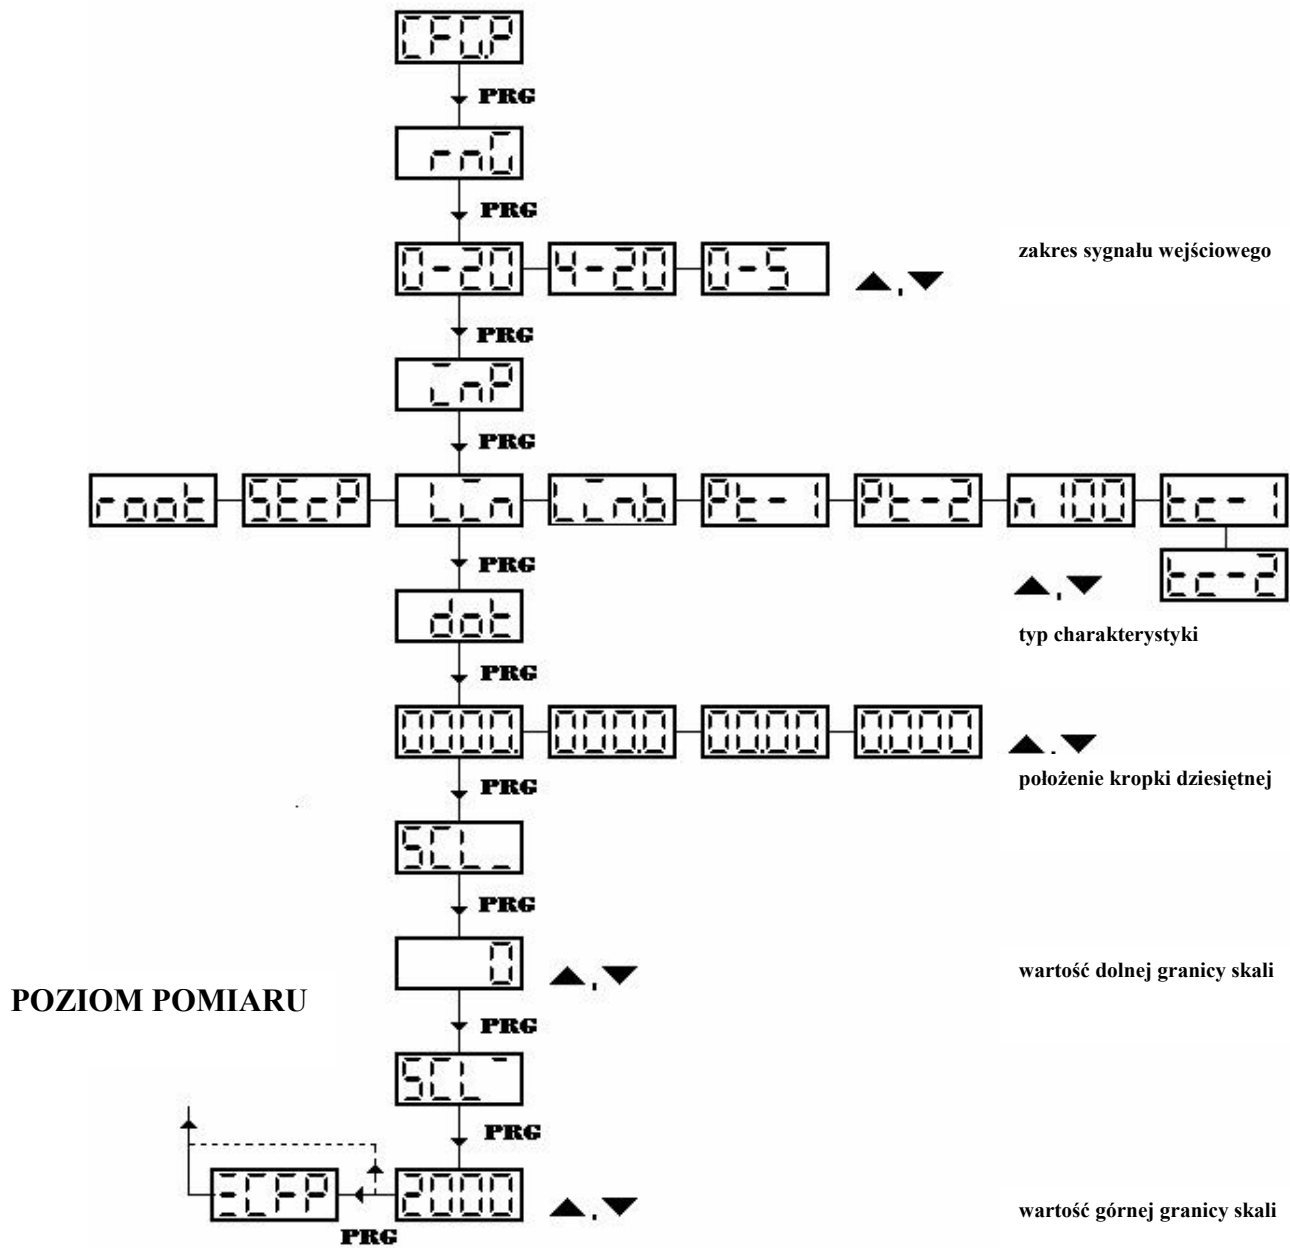 CFG.P
PRG
rnG
PRG
0-20 4-20 0-5 ▲,▼ zakres sygnału wejściowego
PRG
InP
PRG
root SEcP Lin Lin.b Pt-1 Pt-2 n100 tc-1
PRG
tc-2
▲,▼
dot
typ charakterystyki
PRG
0000. 000.0 00.00 0.000 ▲.▼
położenie kropki dziesiętnej
PRG
SCL_
PRG
0 ▲,▼ wartość dolnej granicy skali
POZIOM POMIARU
PRG
SCL¯
PRG
2000 ▲,▼ wartość górnej granicy skali
PRG